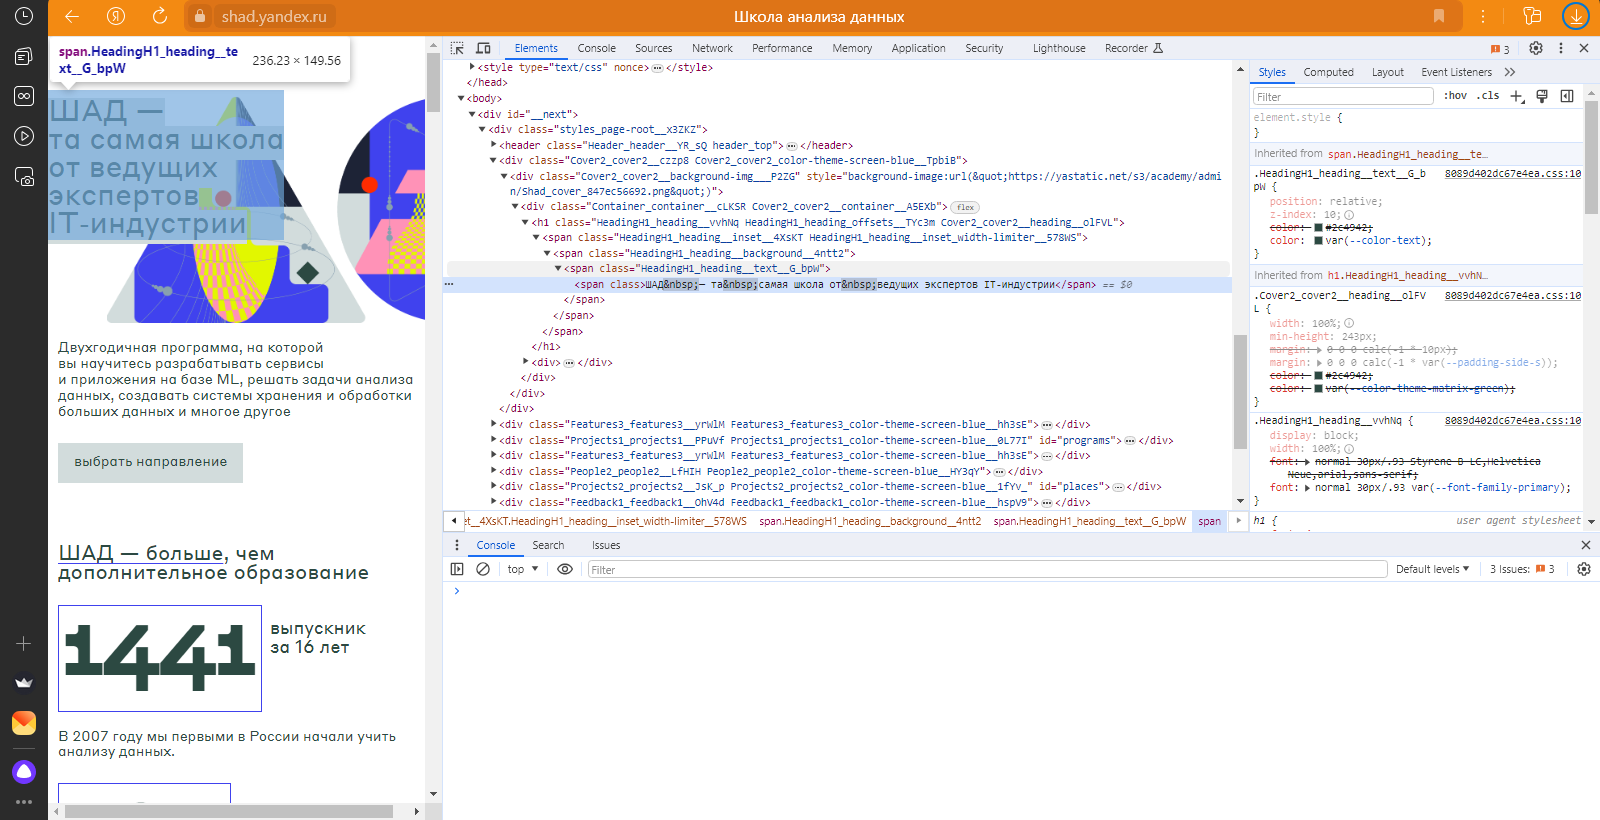 shad.yandex.ru
Школа анализа данных
span.HeadingH1_heading__te
xt__G_bpW
236.23 × 149.56
ШАД —
та самая школа
от ведущих
экспертов
IT-индустрии
Двухгодичная программа, на которой
вы научитесь разрабатывать сервисы
и приложения на базе ML, решать задачи анализа
данных, создавать системы хранения и обработки
больших данных и многое другое
выбрать направление
ШАД — больше, чем
дополнительное образование
1441
выпускник
за 16 лет
В 2007 году мы первыми в России начали учить
анализу данных.
Elements Console Sources Network Performance Memory Application Security Lighthouse Recorder 3
<style type="text/css" nonce>…</style>
</head>
<body>
<div id="__next">
<div class="styles_page-root__x3ZKZ">
<header class="Header_header__YR_sQ header_top">…</header>
<div class="Cover2_cover2__czzp8 Cover2_cover2_color-theme-screen-blue__TpbiB">
<div class="Cover2_cover2__background-img___P2ZG" style="background-image:url(&quot;https://yastatic.net/s3/academy/admi
n/Shad_cover_847ec56692.png&quot;)">
<div class="Container_container__cLKSR Cover2_cover2__container__A5EXb"> flex
<h1 class="HeadingH1_heading__vvhNq HeadingH1_heading_offsets__TYc3m Cover2_cover2__heading__olFVL">
<span class="HeadingH1_heading__inset__4XsKT HeadingH1_heading__inset_width-limiter__578WS">
<span class="HeadingH1_heading__background__4ntt2">
<span class="HeadingH1_heading__text__G_bpW">
<span class>ШАД&nbsp;— та&nbsp;самая школа от&nbsp;ведущих экспертов IT-индустрии</span> == $0
</span>
</span>
</span>
</h1>
<div>…</div>
</div>
</div>
</div>
<div class="Features3_features3__yrWlM Features3_features3_color-theme-screen-blue__hh3sE">…</div>
<div class="Projects1_projects1__PPuVf Projects1_projects1_color-theme-screen-blue__0L77I" id="programs">…</div>
<div class="Features3_features3__yrWlM Features3_features3_color-theme-screen-blue__hh3sE">…</div>
<div class="People2_people2__LfHIH People2_people2_color-theme-screen-blue__HY3qY">…</div>
<div class="Projects2_projects2__JsK_p Projects2_projects2_color-theme-screen-blue__1fYv_" id="places">…</div>
<div class="Feedback1_feedback1__OhV4d Feedback1_feedback1_color-theme-screen-blue__hspV9">…</div>
et__4XsKT.HeadingH1_heading__inset_width-limiter__578WS span.HeadingH1_heading__background__4ntt2 span.HeadingH1_heading__text__G_bpW span
Styles Computed Layout Event Listeners
Filter :hov .cls
element.style {
}
Inherited from span.HeadingH1_heading__te…
.HeadingH1_heading__text__G_b 8089d402dc67e4ea.css:10
pW {
position: relative;
z-index: 10;
color: #2c4942;
color: var(--color-text);
}
Inherited from h1.HeadingH1_heading__vvhN…
.Cover2_cover2__heading__olFV 8089d402dc67e4ea.css:10
L {
width: 100%;
min-height: 243px;
margin: 0 0 0 calc(-1 * 10px);
margin: 0 0 0 calc(-1 * var(--padding-side-s));
color: #2c4942;
color: var(--color-theme-matrix-green);
}
.HeadingH1_heading__vvhNq { 8089d402dc67e4ea.css:10
display: block;
width: 100%;
font: normal 30px/.93 Styrene B LC,Helvetica
Neue,arial,sans-serif;
font: normal 30px/.93 var(--font-family-primary);
}
h1 { user agent stylesheet
Console Search Issues
top Filter Default levels 3 Issues: 3